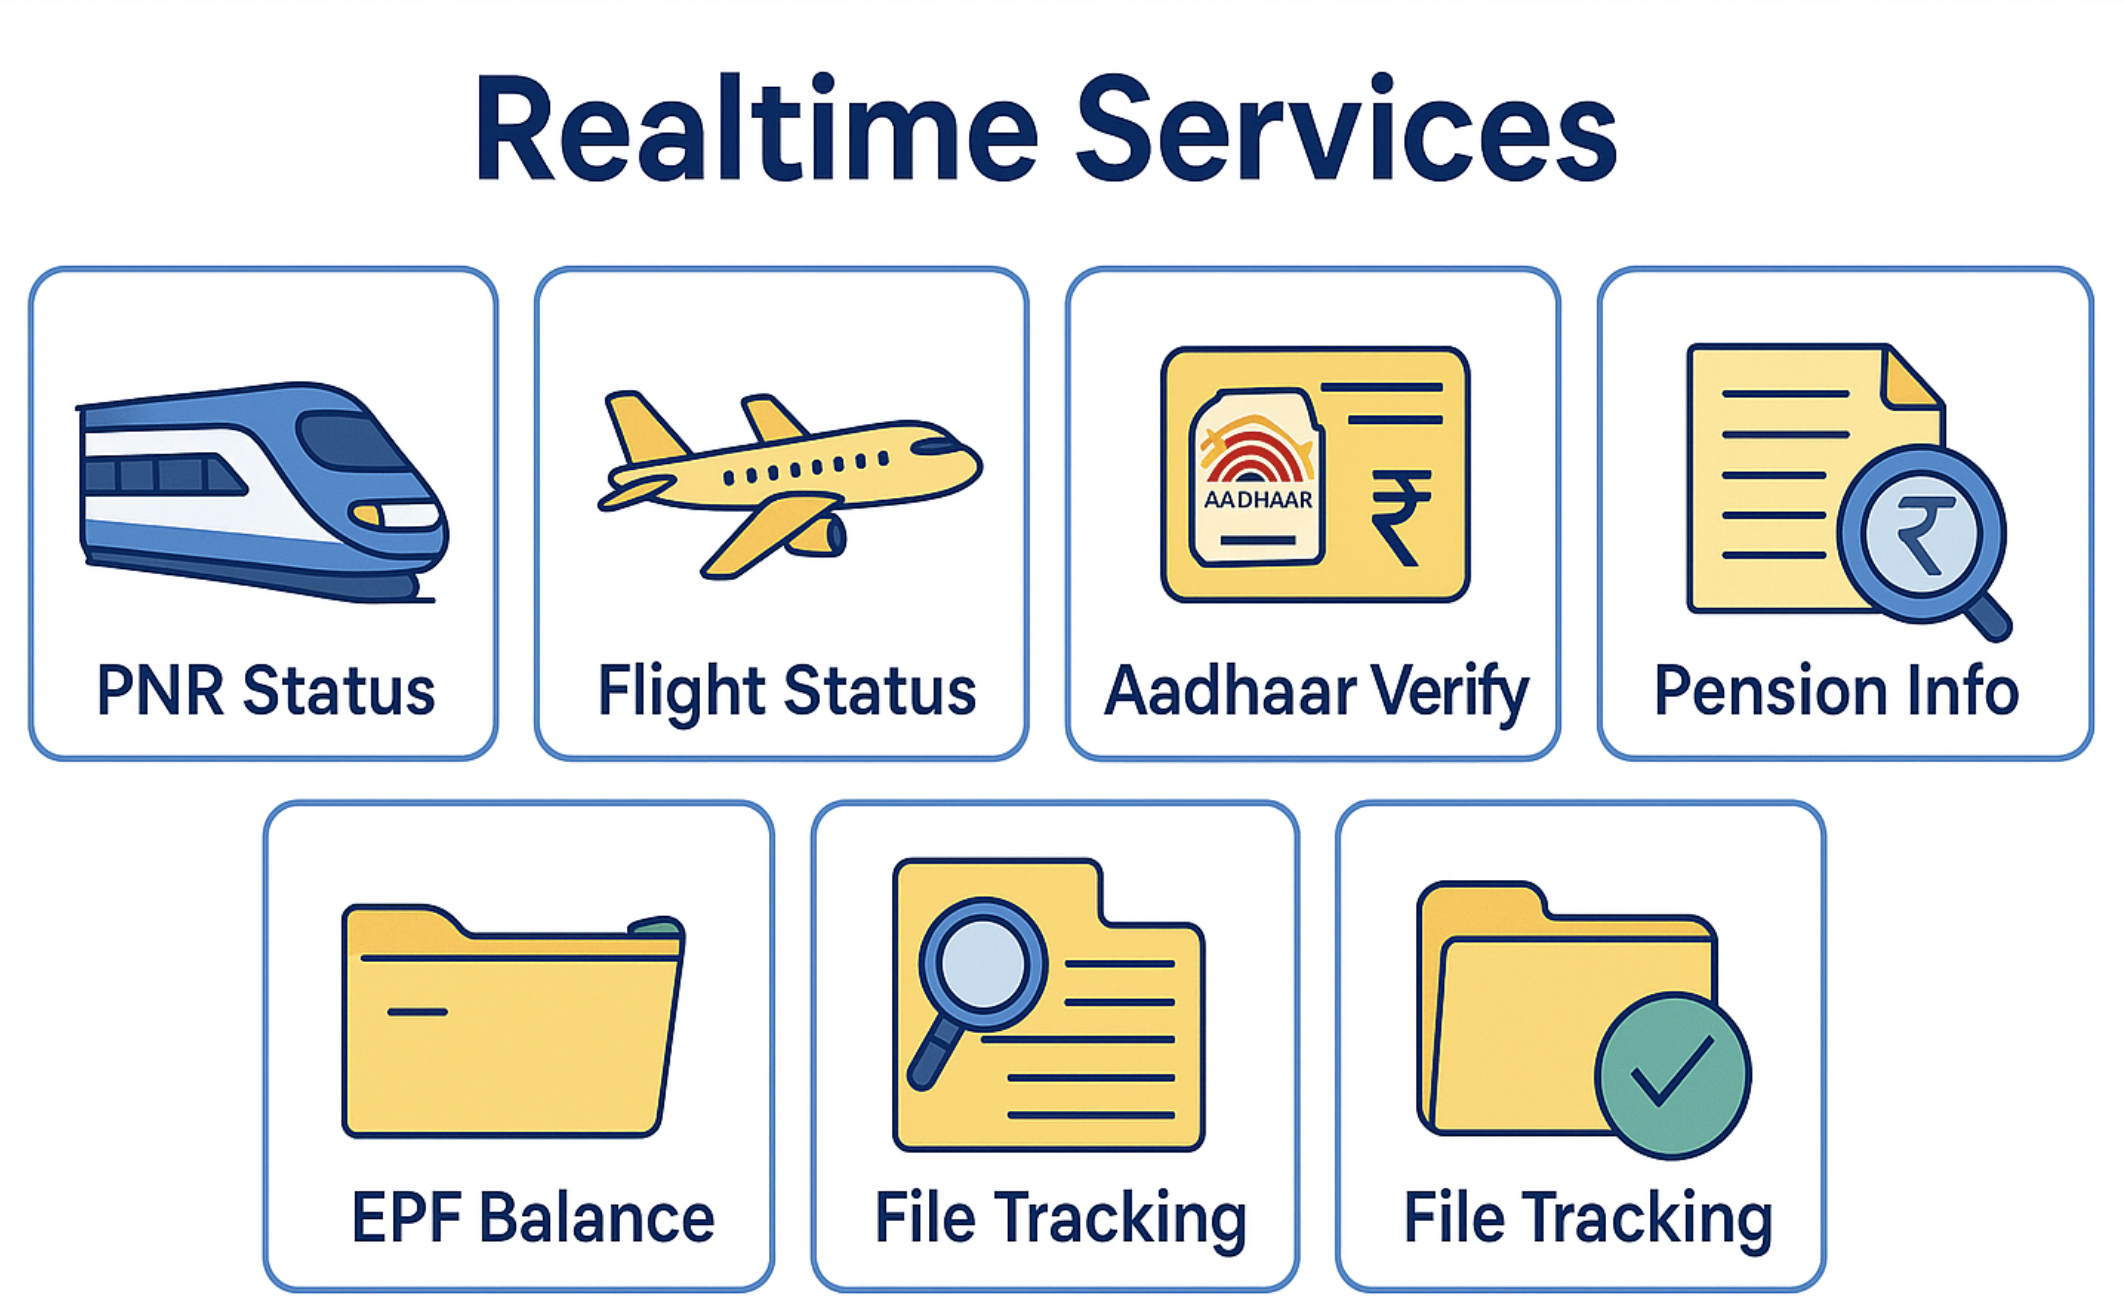 Realtime Services
AADHAAR
₹
₹
PNR Status
Flight Status
Aadhaar Verify
Pension Info
EPF Balance
File Tracking
File Tracking